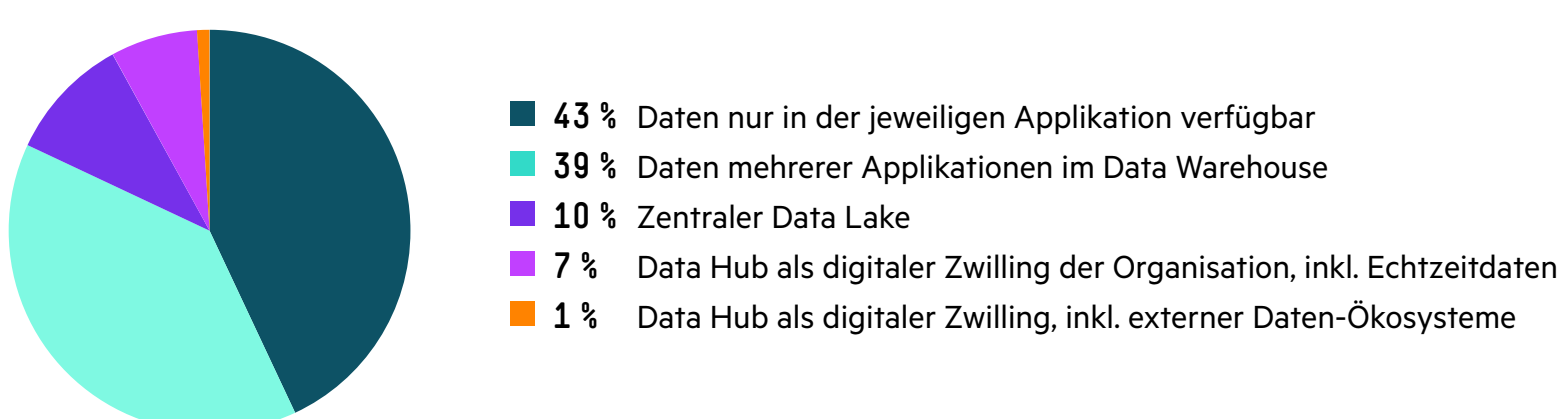 43 % Daten nur in der jeweiligen Applikation verfügbar
39 % Daten mehrerer Applikationen im Data Warehouse
10 % Zentraler Data Lake
7 % Data Hub als digitaler Zwilling der Organisation, inkl. Echtzeitdaten
1 % Data Hub als digitaler Zwilling, inkl. externer Daten-Ökosysteme